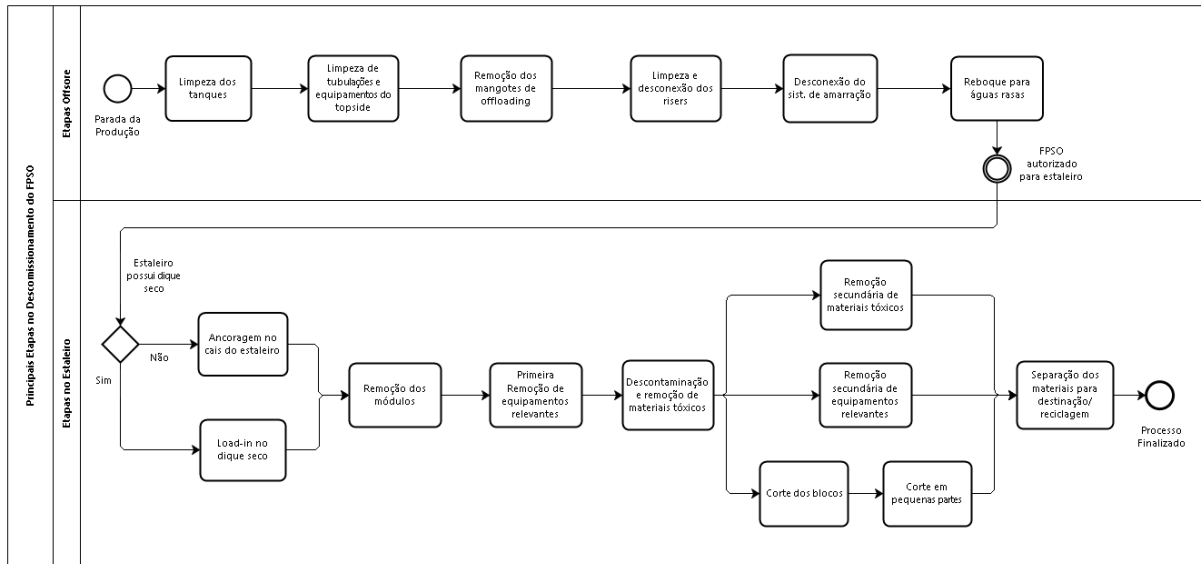 Principais Etapas no Descomissionamento do FPSO
Etapas Offsore
Parada da
Produção
Limpeza dos
tanques
Limpeza de
tubulações e
equipamentos do
topside
Remoção dos
mangotes de
offloading
Limpeza e
desconexão dos
risers
Desconexão do
sist. de amarração
Reboque para
águas rasas
FPSO
autorizado
para estaleiro
Etapas no Estaleiro
Estaleiro
possui dique
seco
Não
Sim
Ancoragem no
cais do estaleiro
Load-in no
dique seco
Remoção dos
módulos
Primeira
Remoção de
equipamentos
relevantes
Descontaminação
e remoção de
materiais tóxicos
Remoção
secundária de
materiais tóxicos
Remoção
secundária de
equipamentos
relevantes
Corte dos blocos
Corte em
pequenas partes
Separação dos
materiais para
destinação/
reciclagem
Processo
Finalizado